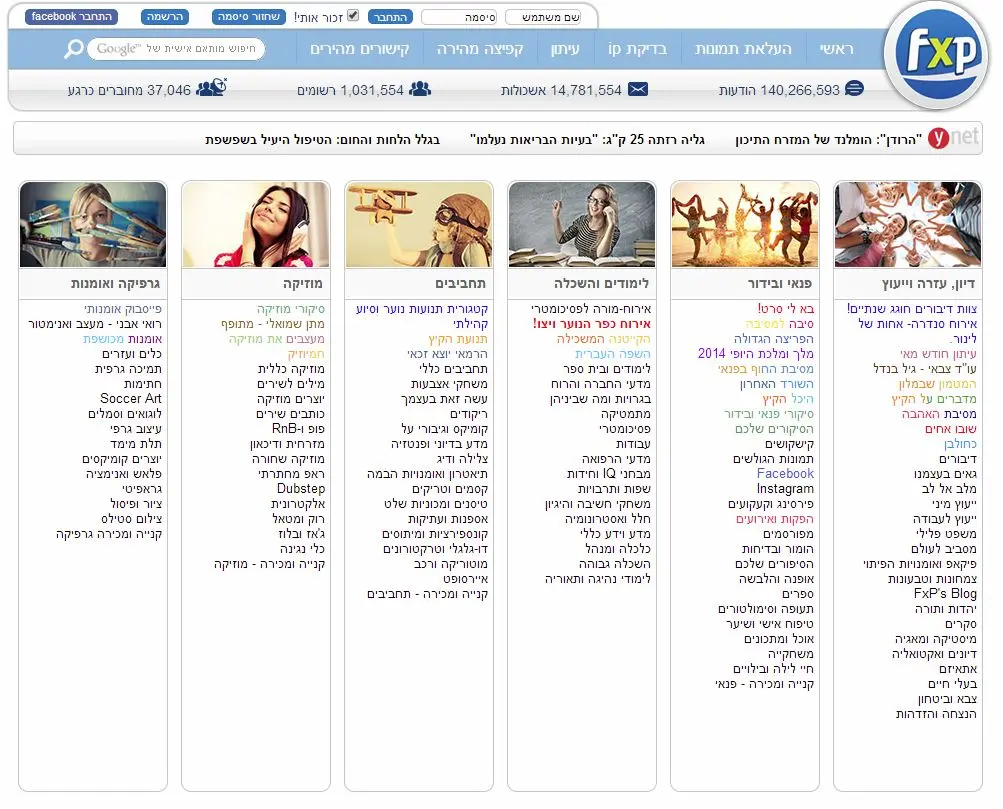 שם משתמש
סיסמה
התחבר
זכור אותי!
שחזור סיסמה
הרשמה
התחבר facebook
fxp
ראשי
העלאת תמונות
בדיקת ip
עיתון
קפיצה מהירה
קישורים מהירים
Google™ חיפוש מותאם אישית של
140,266,593 הודעות
14,781,554 אשכולות
1,031,554 רשומים
37,046 מחוברים כרגע
ynet
"הרודן": הומלנד של המזרח התיכון
גליה רזתה 25 ק"ג: "בעיות הבריאות נעלמו"
בגלל הלחות והחום: הטיפול היעיל בשפשפת
דיון, עזרה וייעוץ
צוות דיבורים חוגג שנתיים!
אירוח סנדרה- אחות של
לינור.
עיתון חודש מאי
עו"ד צבאי - גיל בנדל
המטמון שבמלון
מדברים על הקיץ
מסיבת האהבה
שובו אחים
כחולבן
דיבורים
גאים בעצמנו
מלב אל לב
ייעוץ מיני
ייעוץ לעבודה
משפט פלילי
מסביב לעולם
פיקאפ ואומנות הפיתוי
צמחונות וטבעונות
FxP's Blog
יהדות ותורה
סקרים
מיסטיקה ומאגיה
דיונים ואקטואליה
אתאיזם
בעלי חיים
צבא וביטחון
הנצחה והזדהות
פנאי ובידור
בא לי סרט!
סיבה למסיבה
הפריצה הגדולה
מלך ומלכת היופי 2014
מסיבת החוף בפנאי
השורד האחרון
היכל הקיץ
סיקורי פנאי ובידור
הסיקורים שלכם
קישקושים
תמונות הגולשים
Facebook
Instagram
פירסינג וקעקועים
הפקות ואירועים
מפורסמים
הומור ובדיחות
הסיפורים שלכם
אופנה והלבשה
ספרים
תעופה וסימולטורים
טיפוח אישי ושיער
אוכל ומתכונים
משחקייה
חיי לילה ובילויים
קנייה ומכירה - פנאי
לימודים והשכלה
אירוח-מורה לפסיכומטרי
אירוח כפר הנוער ויצו!
הקייטנה המשכילה
השפה העברית
לימודים ובית ספר
מדעי החברה והרוח
בגרויות ומה שביניהן
מתמטיקה
פסיכומטרי
עבודות
מדעי הרפואה
מבחני IQ וחידות
שפות ותרבויות
משחקי חשיבה והיגיון
חלל ואסטרונומיה
מדע וידע כללי
כלכלה ומנהל
השכלה גבוהה
לימודי נהיגה ותאוריה
תחביבים
קטגורית תנועות נוער וסיוע
קהילתי
תנועת הקיץ
הרמאי יוצא זכאי
תחביבים כללי
משחקי אצבעות
עשה זאת בעצמך
ריקודים
קומיקס וגיבורי על
מדע בדיוני ופנטזיה
צלילה ודיג
תיאטרון ואומנויות הבמה
קסמים וטריקים
טיסנים ומכוניות שלט
אספנות ועתיקות
קונספירציות ומיתוסים
דו-גלגלי וטרקטורונים
מוטוריקה ורכב
איירסופט
קנייה ומכירה - תחביבים
מוזיקה
סיקורי מוזיקה
מתן שמואלי - מתופף
מעצבים את מוזיקה
חמיוזיק
מוזיקה כללית
מילים לשירים
יוצרים מוזיקה
כותבים שירים
פופ ו-RnB
מזרחית ודיכאון
מוזיקה שחורה
ראפ מחתרתי
Dubstep
אלקטרונית
רוק ומטאל
ג'אז ובלוז
כלי נגינה
קנייה ומכירה - מוזיקה
גרפיקה ואומנות
פייסבוק אומנותי
רואי אבני - מעצב ואנימטור
אומנות מכושפת
כלים ועזרים
תמיכה גרפית
חתימות
Soccer Art
לוגואים וסמלים
עיצוב גרפי
תלת מימד
יוצרים קומיקסים
פלאש ואנימציה
גראפיטי
ציור ופיסול
צילום סטילס
קנייה ומכירה גרפיקה